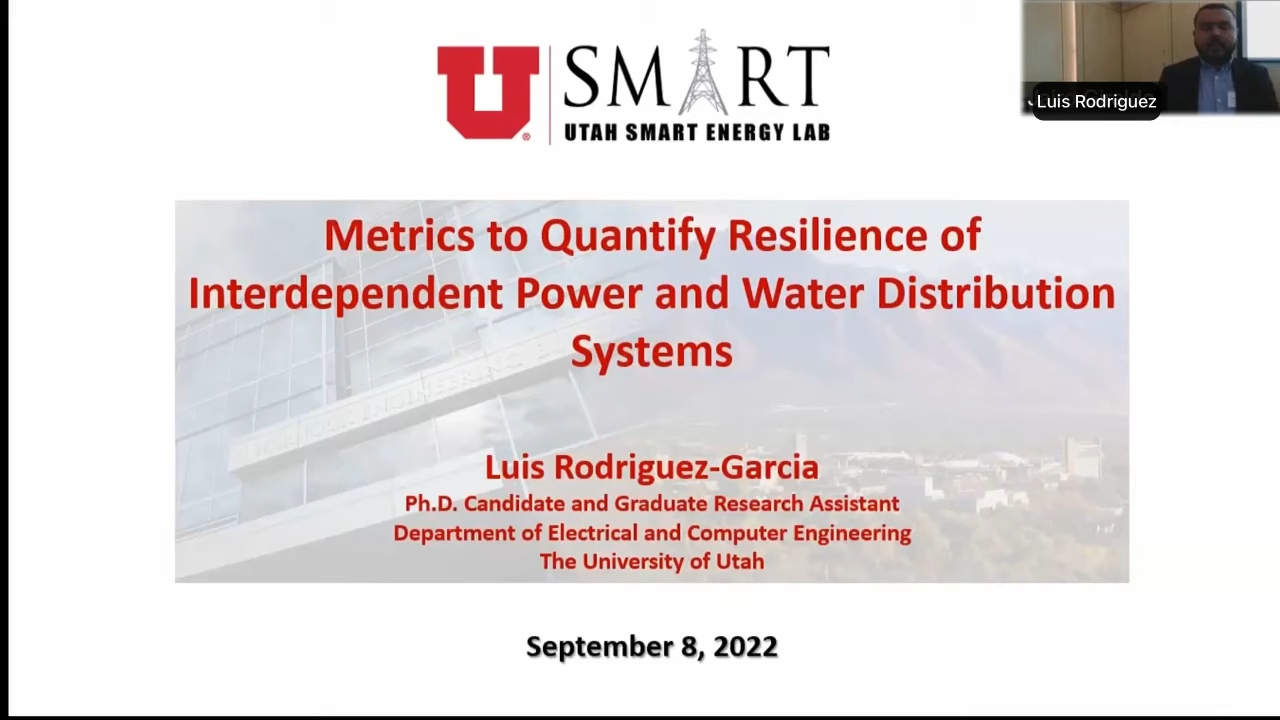 U
SMART
UTAH SMART ENERGY LAB
Luis Rodriguez
Metrics to Quantify Resilience of
Interdependent Power and Water Distribution
Systems
Luis Rodriguez-Garcia
Ph.D. Candidate and Graduate Research Assistant
Department of Electrical and Computer Engineering
The University of Utah
September 8, 2022